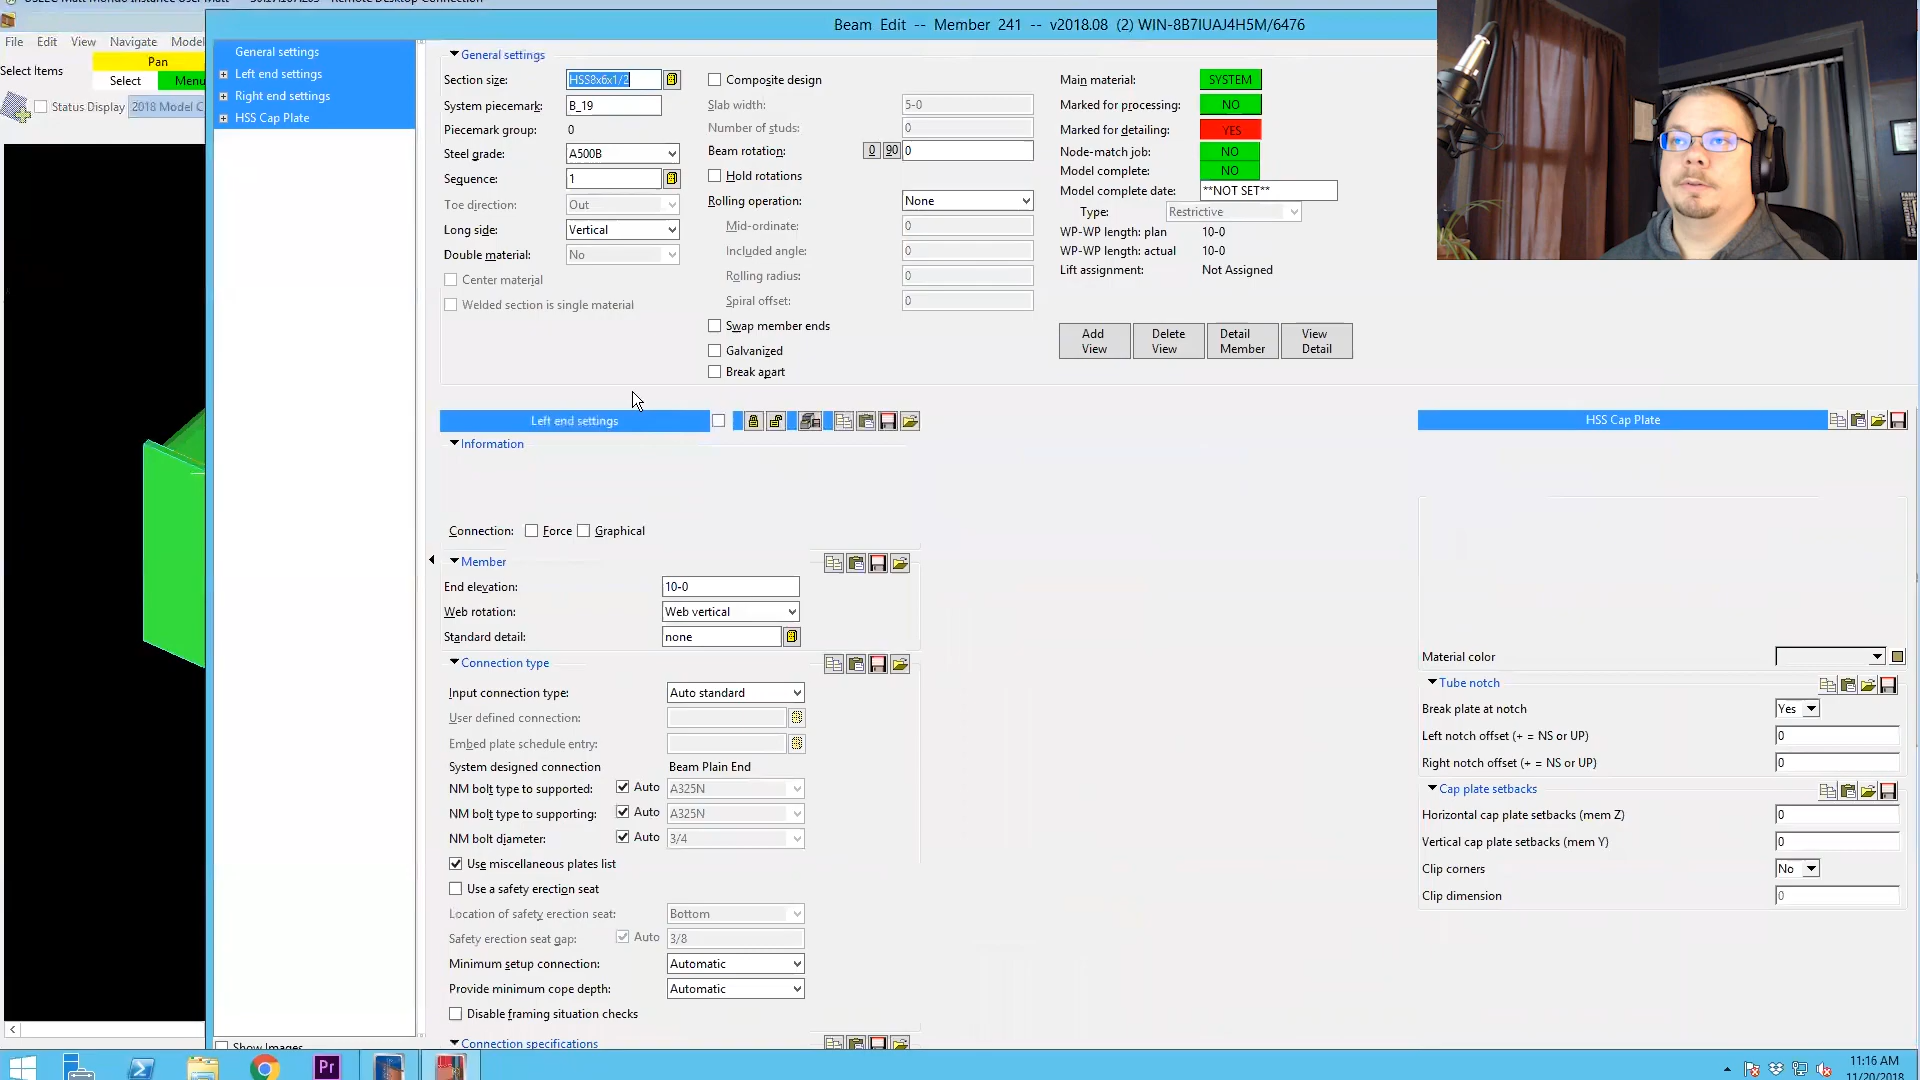 Beam Edit -- Member 241 -- v2018.08 (2) WIN-8B7IUAJ4H5M/6476
File Edit View Navigate Model
Select Items
Pan
Select Menu
Status Display 2018 Model C
General settings
Left end settings
Right end settings
HSS Cap Plate
General settings
Section size: HSS8x6x1/2
System piecemark: B_19
Piecemark group: 0
Steel grade: A500B
Sequence: 1
Toe direction: Out
Long side: Vertical
Double material: No
Center material
Welded section is single material
Composite design
Slab width: 5-0
Number of studs: 0
Beam rotation: 0 90 0
Hold rotations
Rolling operation: None
Mid-ordinate: 0
Included angle: 0
Rolling radius: 0
Spiral offset: 0
Swap member ends
Galvanized
Break apart
Main material: SYSTEM
Marked for processing: NO
Marked for detailing: YES
Node-match job: NO
Model complete: NO
Model complete date: **NOT SET**
Type: Restrictive
WP-WP length: plan 10-0
WP-WP length: actual 10-0
Lift assignment: Not Assigned
Add View
Delete View
Detail Member
View Detail
Left end settings
Information
Connection: Force Graphical
Member
End elevation: 10-0
Web rotation: Web vertical
Standard detail: none
Connection type
Input connection type: Auto standard
User defined connection:
Embed plate schedule entry:
System designed connection Beam Plain End
NM bolt type to supported: Auto A325N
NM bolt type to supporting: Auto A325N
NM bolt diameter: Auto 3/4
Use miscellaneous plates list
Use a safety erection seat
Location of safety erection seat: Bottom
Safety erection seat gap: Auto 3/8
Minimum setup connection: Automatic
Provide minimum cope depth: Automatic
Disable framing situation checks
Connection specifications
HSS Cap Plate
Material color
Tube notch
Break plate at notch Yes
Left notch offset (+ = NS or UP) 0
Right notch offset (+ = NS or UP) 0
Cap plate setbacks
Horizontal cap plate setbacks (mem Z) 0
Vertical cap plate setbacks (mem Y) 0
Clip corners No
Clip dimension 0
Show Images
Pr
11:16 AM
11/20/2018